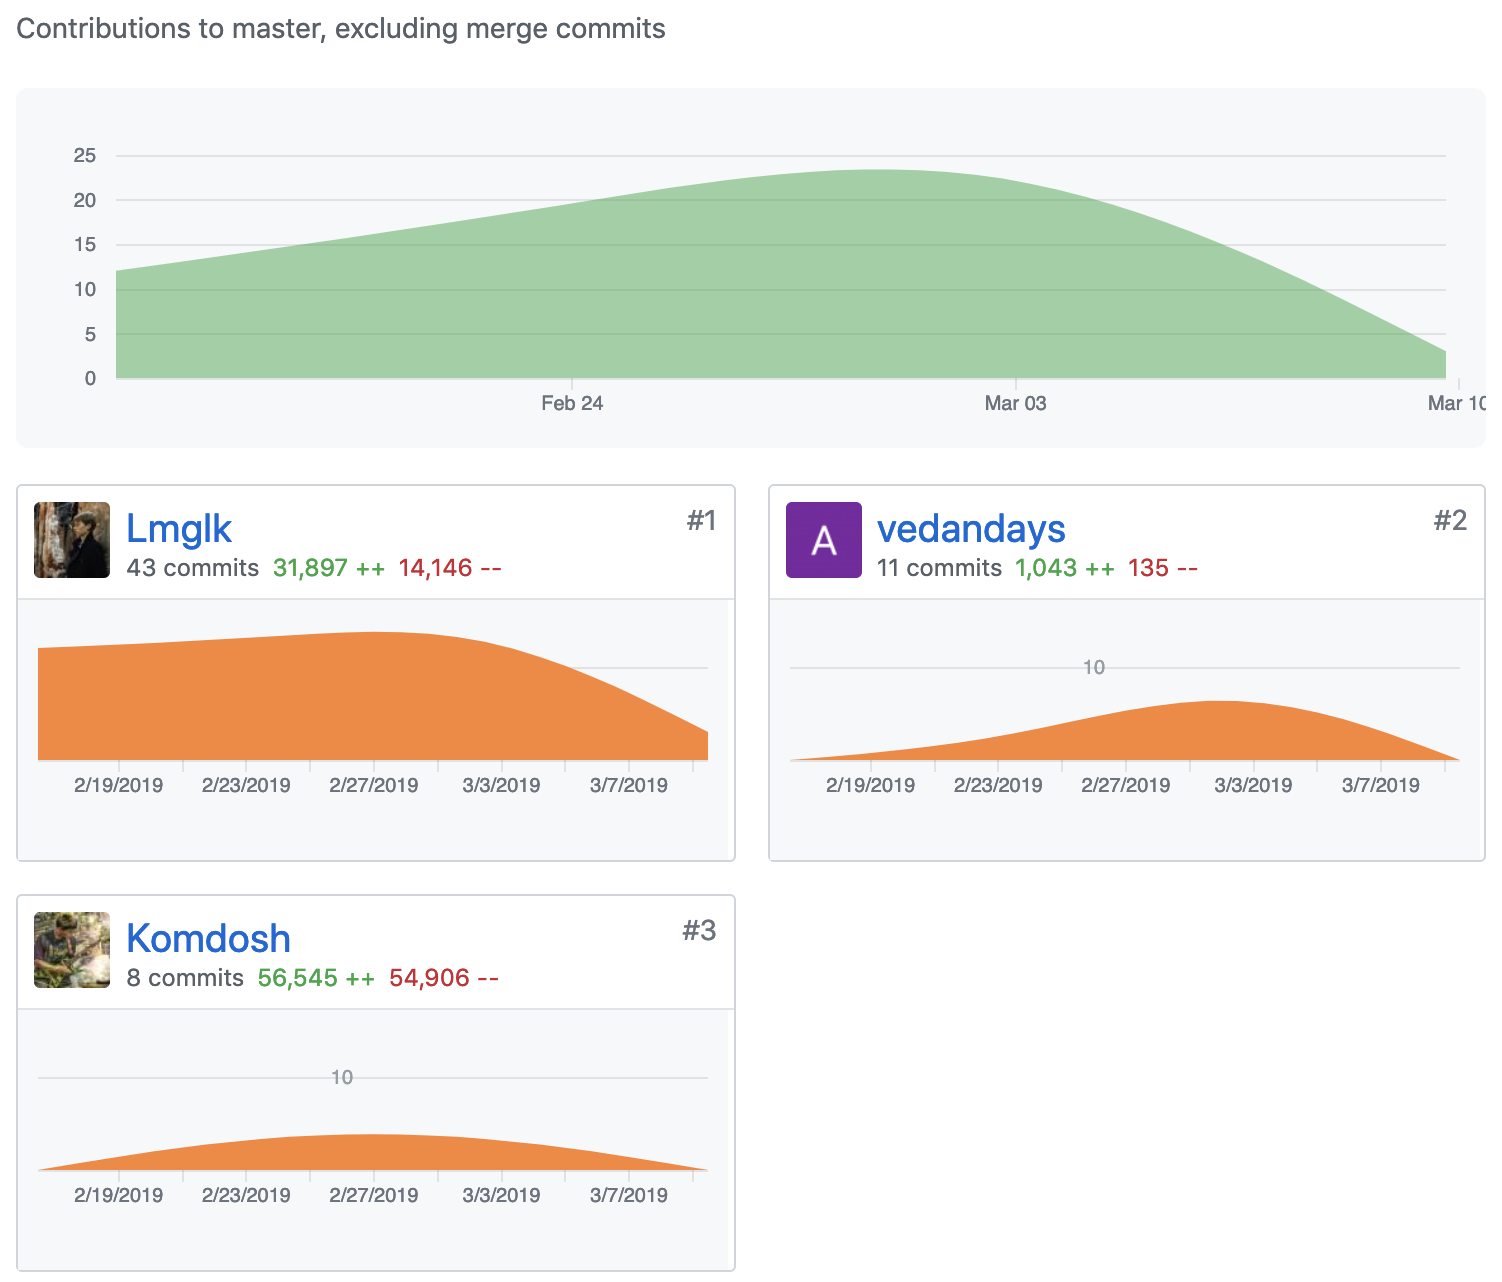 Contributions to master, excluding merge commits
25
20
15
10
5
0
Feb 24 Mar 03 Mar 10
Lmglk #1
43 commits 31,897 ++ 14,146 --
2/19/2019 2/23/2019 2/27/2019 3/3/2019 3/7/2019
A vedandays #2
11 commits 1,043 ++ 135 --
10
2/19/2019 2/23/2019 2/27/2019 3/3/2019 3/7/2019
Komdosh #3
8 commits 56,545 ++ 54,906 --
10
2/19/2019 2/23/2019 2/27/2019 3/3/2019 3/7/2019